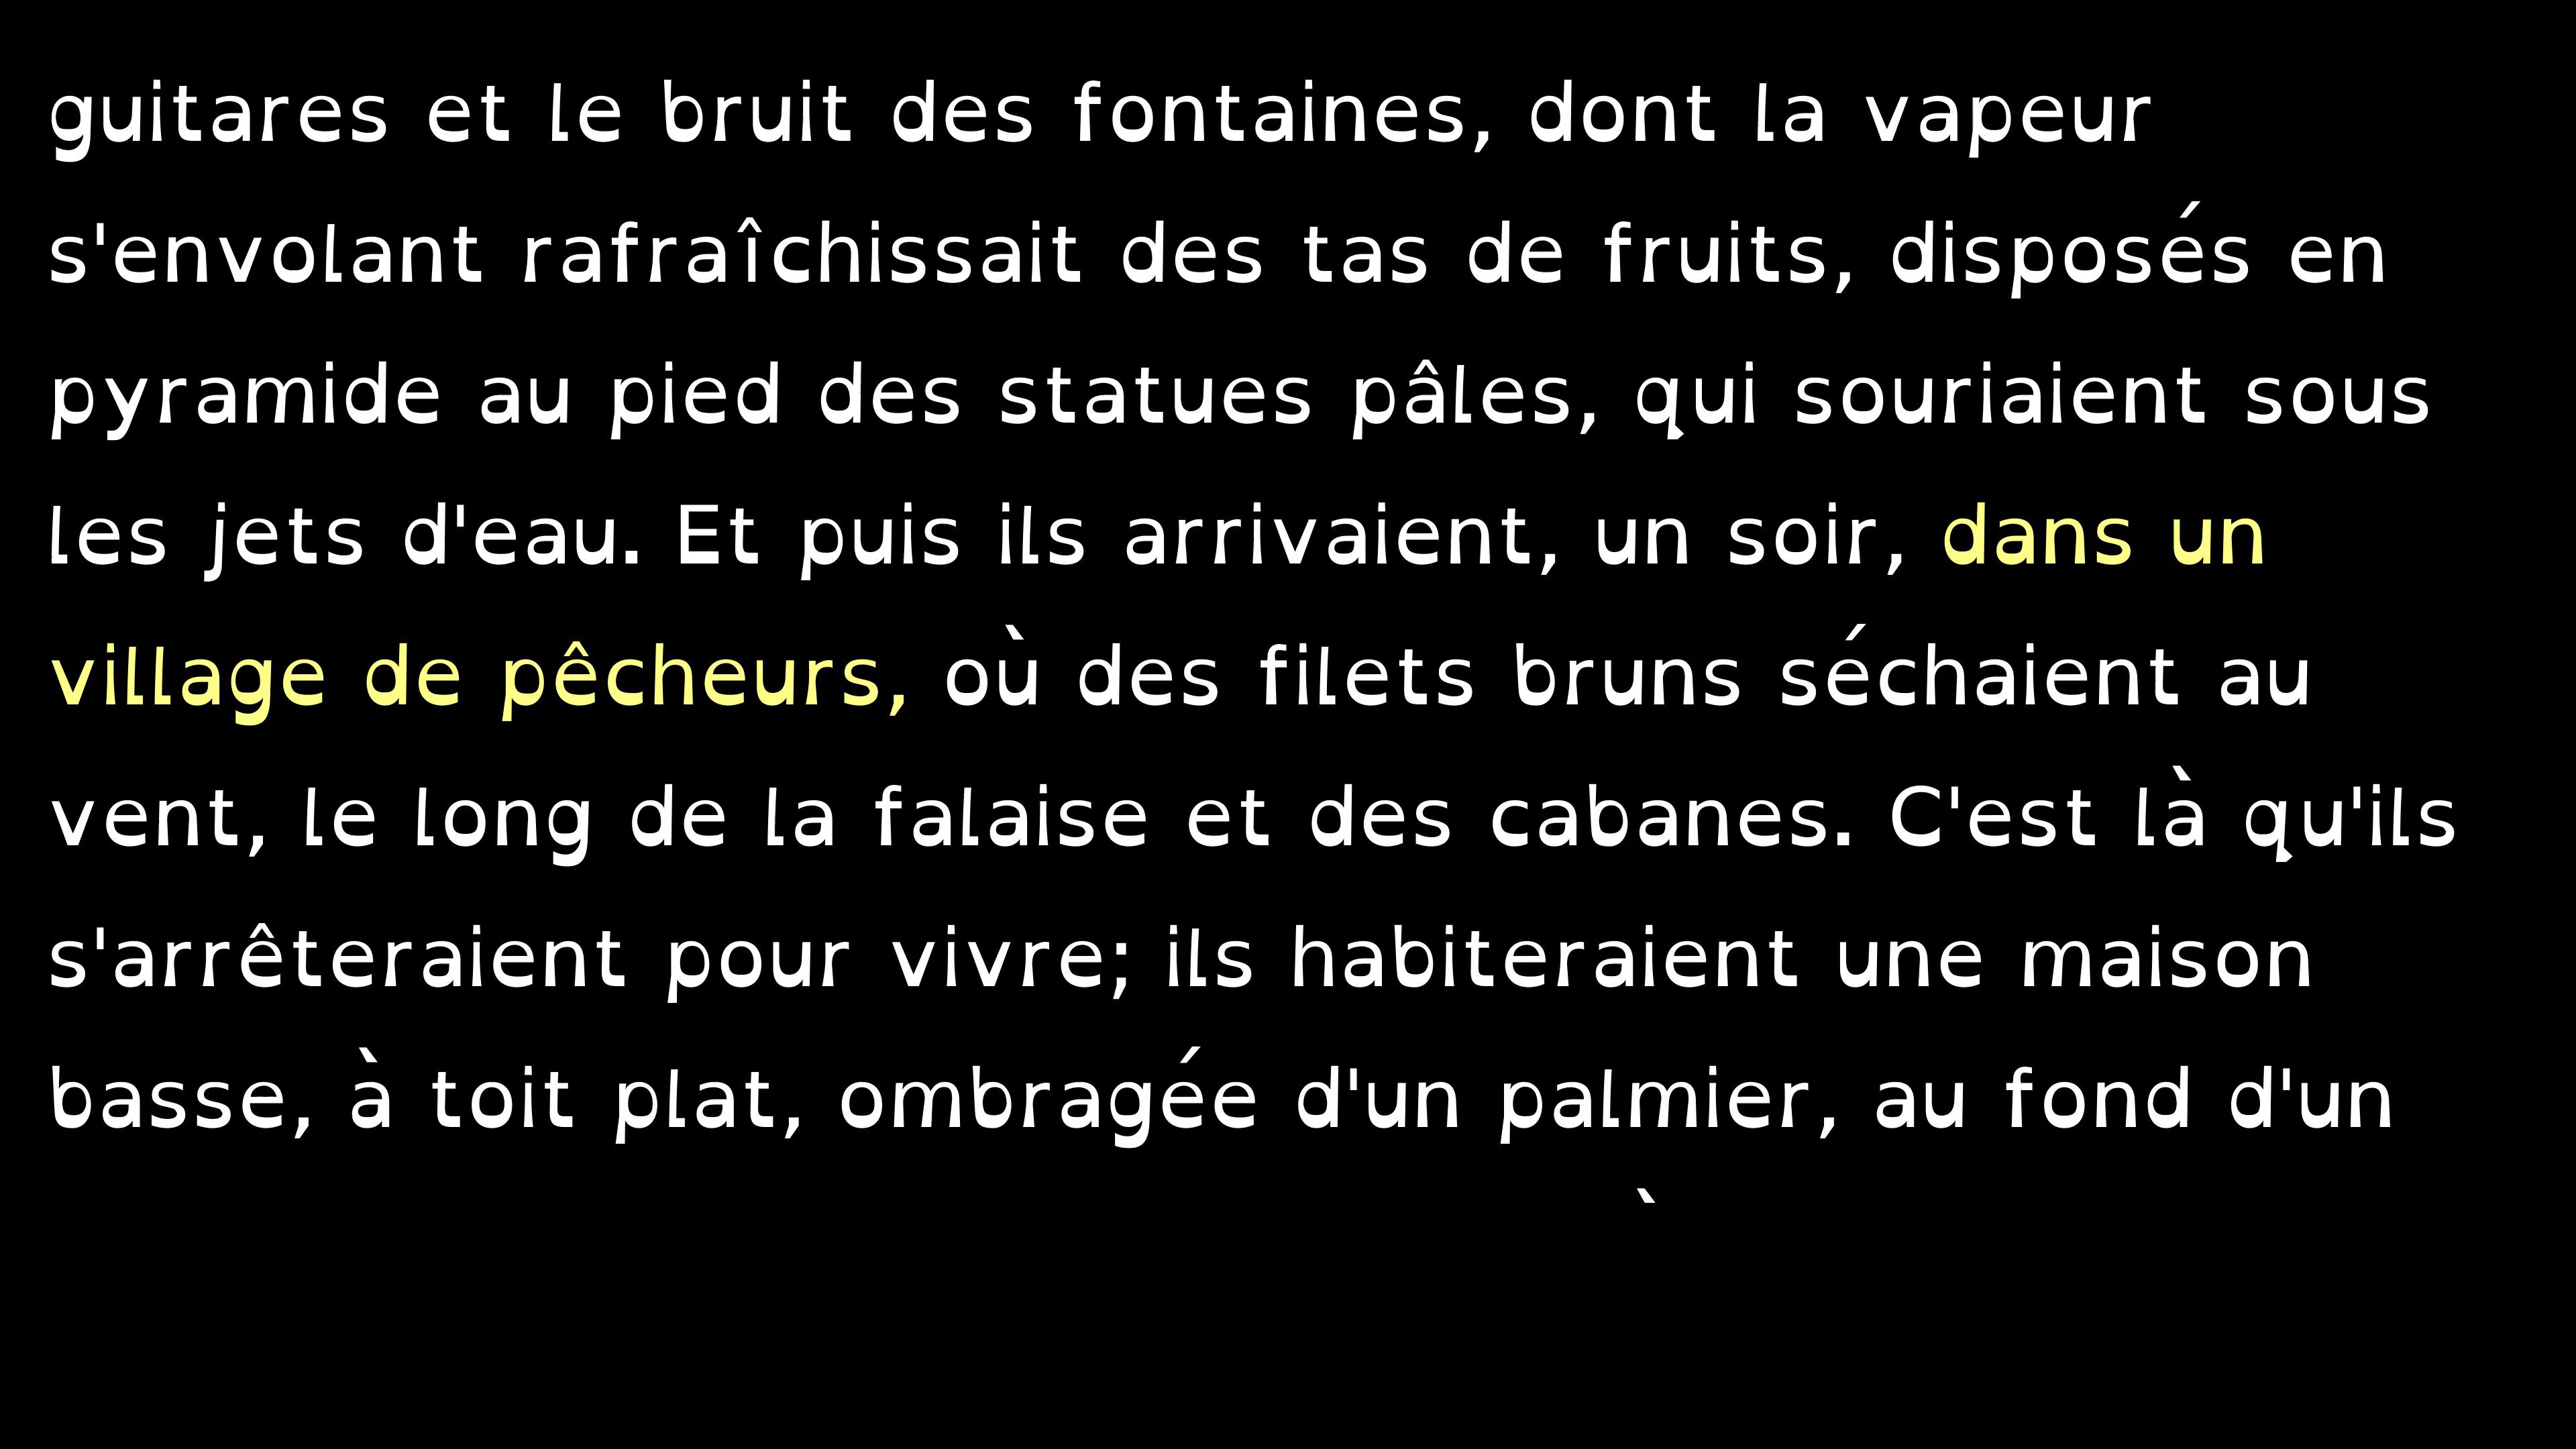 guitares et le bruit des fontaines, dont la vapeur
s'envolant rafraîchissait des tas de fruits, disposés en
pyramide au pied des statues pâles, qui souriaient sous
les jets d'eau. Et puis ils arrivaient, un soir, dans un
village de pêcheurs, où des filets bruns séchaient au
vent, le long de la falaise et des cabanes. C'est là qu'ils
s'arrêteraient pour vivre; ils habiteraient une maison
basse, à toit plat, ombragée d'un palmier, au fond d'un